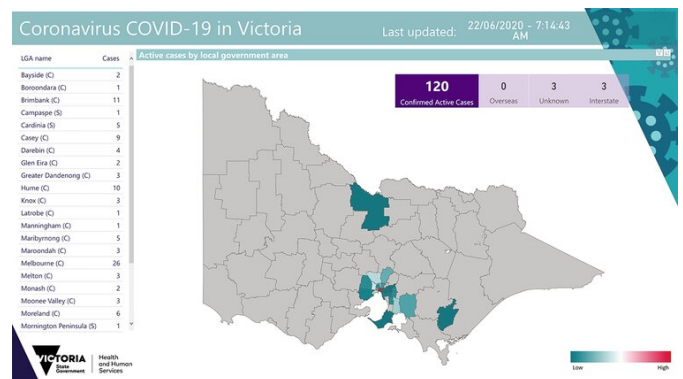 Coronavirus COVID-19 in Victoria
Last updated: 22/06/2020 - 7:14:43 AM
LGA name Cases
Active cases by local government area
Bayside (C) 2
Boroondara (C) 1
Brimbank (C) 11
Campaspe (S) 1
Cardinia (S) 5
Casey (C) 9
Darebin (C) 4
Glen Eira (C) 2
Greater Dandenong (C) 3
Hume (C) 10
Knox (C) 3
Latrobe (C) 1
Manningham (C) 1
Maribyrnong (C) 5
Maroondah (C) 3
Melbourne (C) 26
Melton (C) 3
Monash (C) 2
Moonee Valley (C) 3
Moreland (C) 6
Mornington Peninsula (S) 1
120
Confirmed Active Cases
0
Overseas
3
Unknown
3
Interstate
Low High
VICTORIA
State
Government
Health
and Human
Services